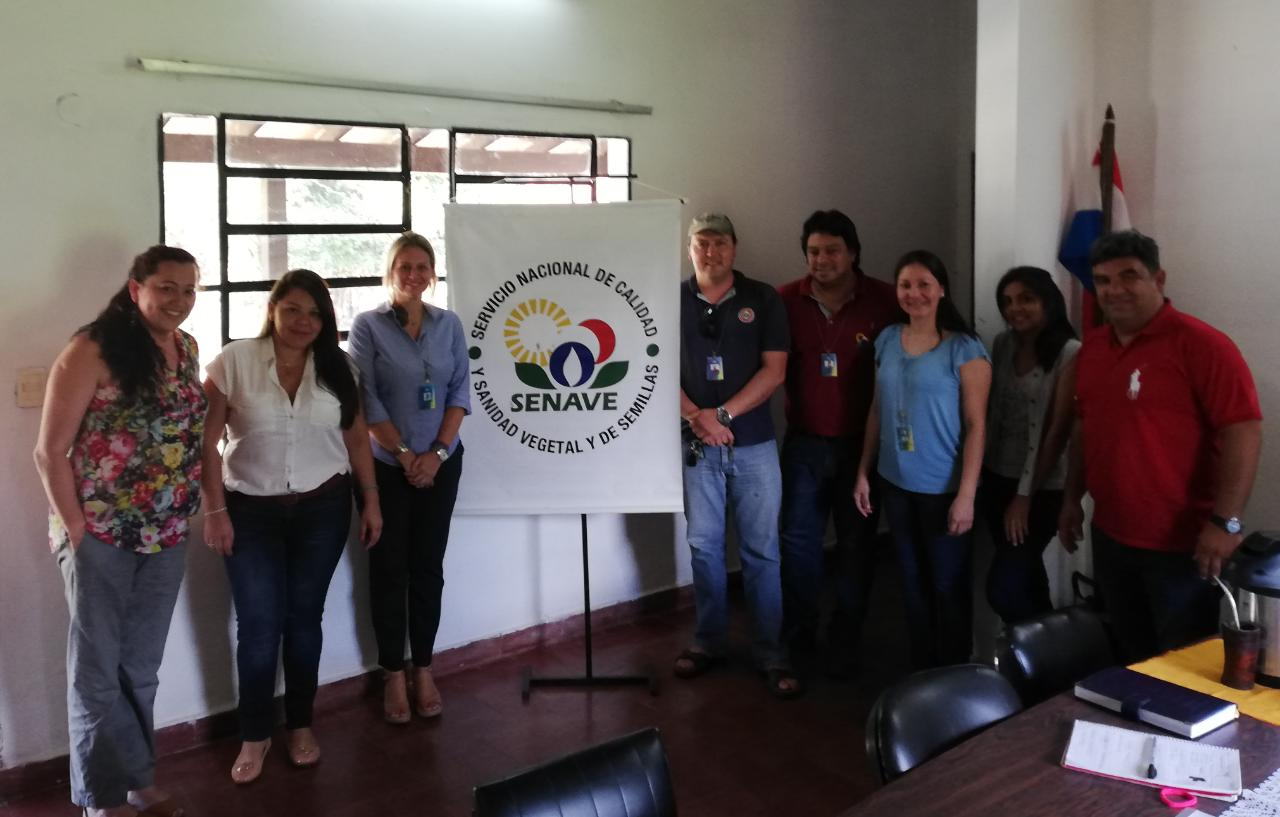 SERVICIO NACIONAL DE CALIDAD
Y SANIDAD VEGETAL Y DE SEMILLAS
SENAVE